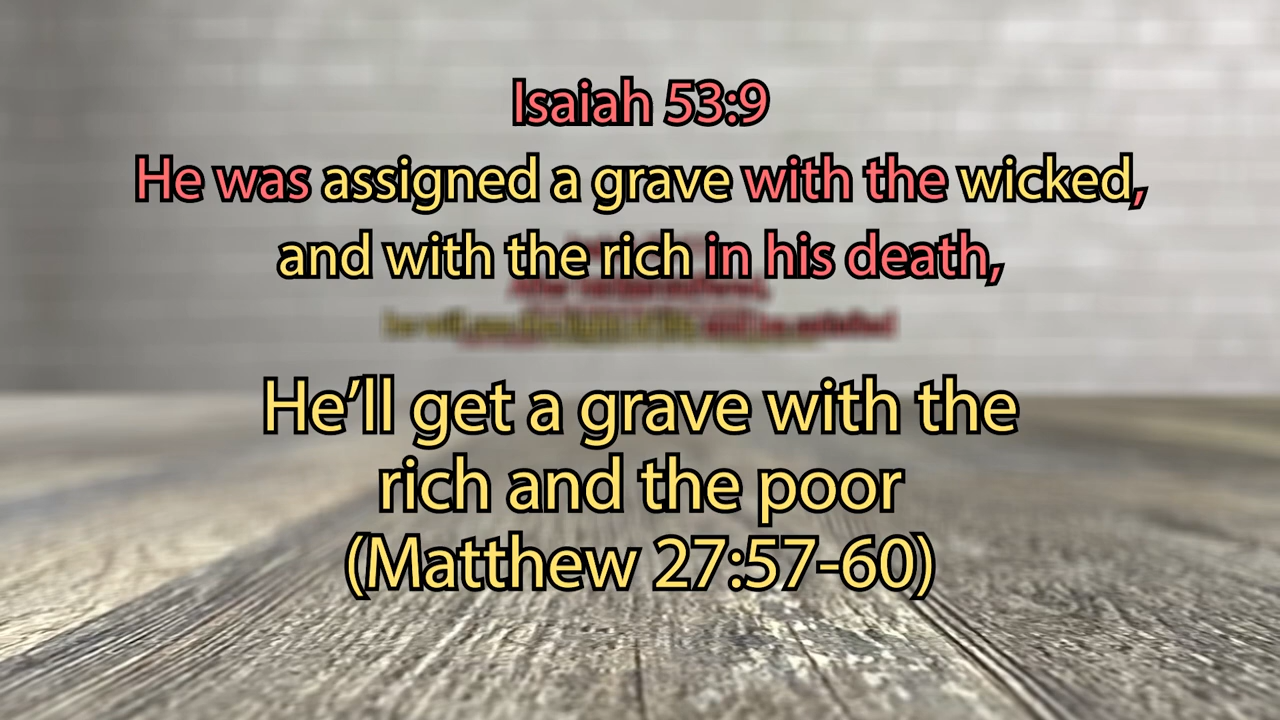 Isaiah 53:9
He was assigned a grave with the wicked,
and with the rich in his death,
He’ll get a grave with the
rich and the poor
(Matthew 27:57-60)